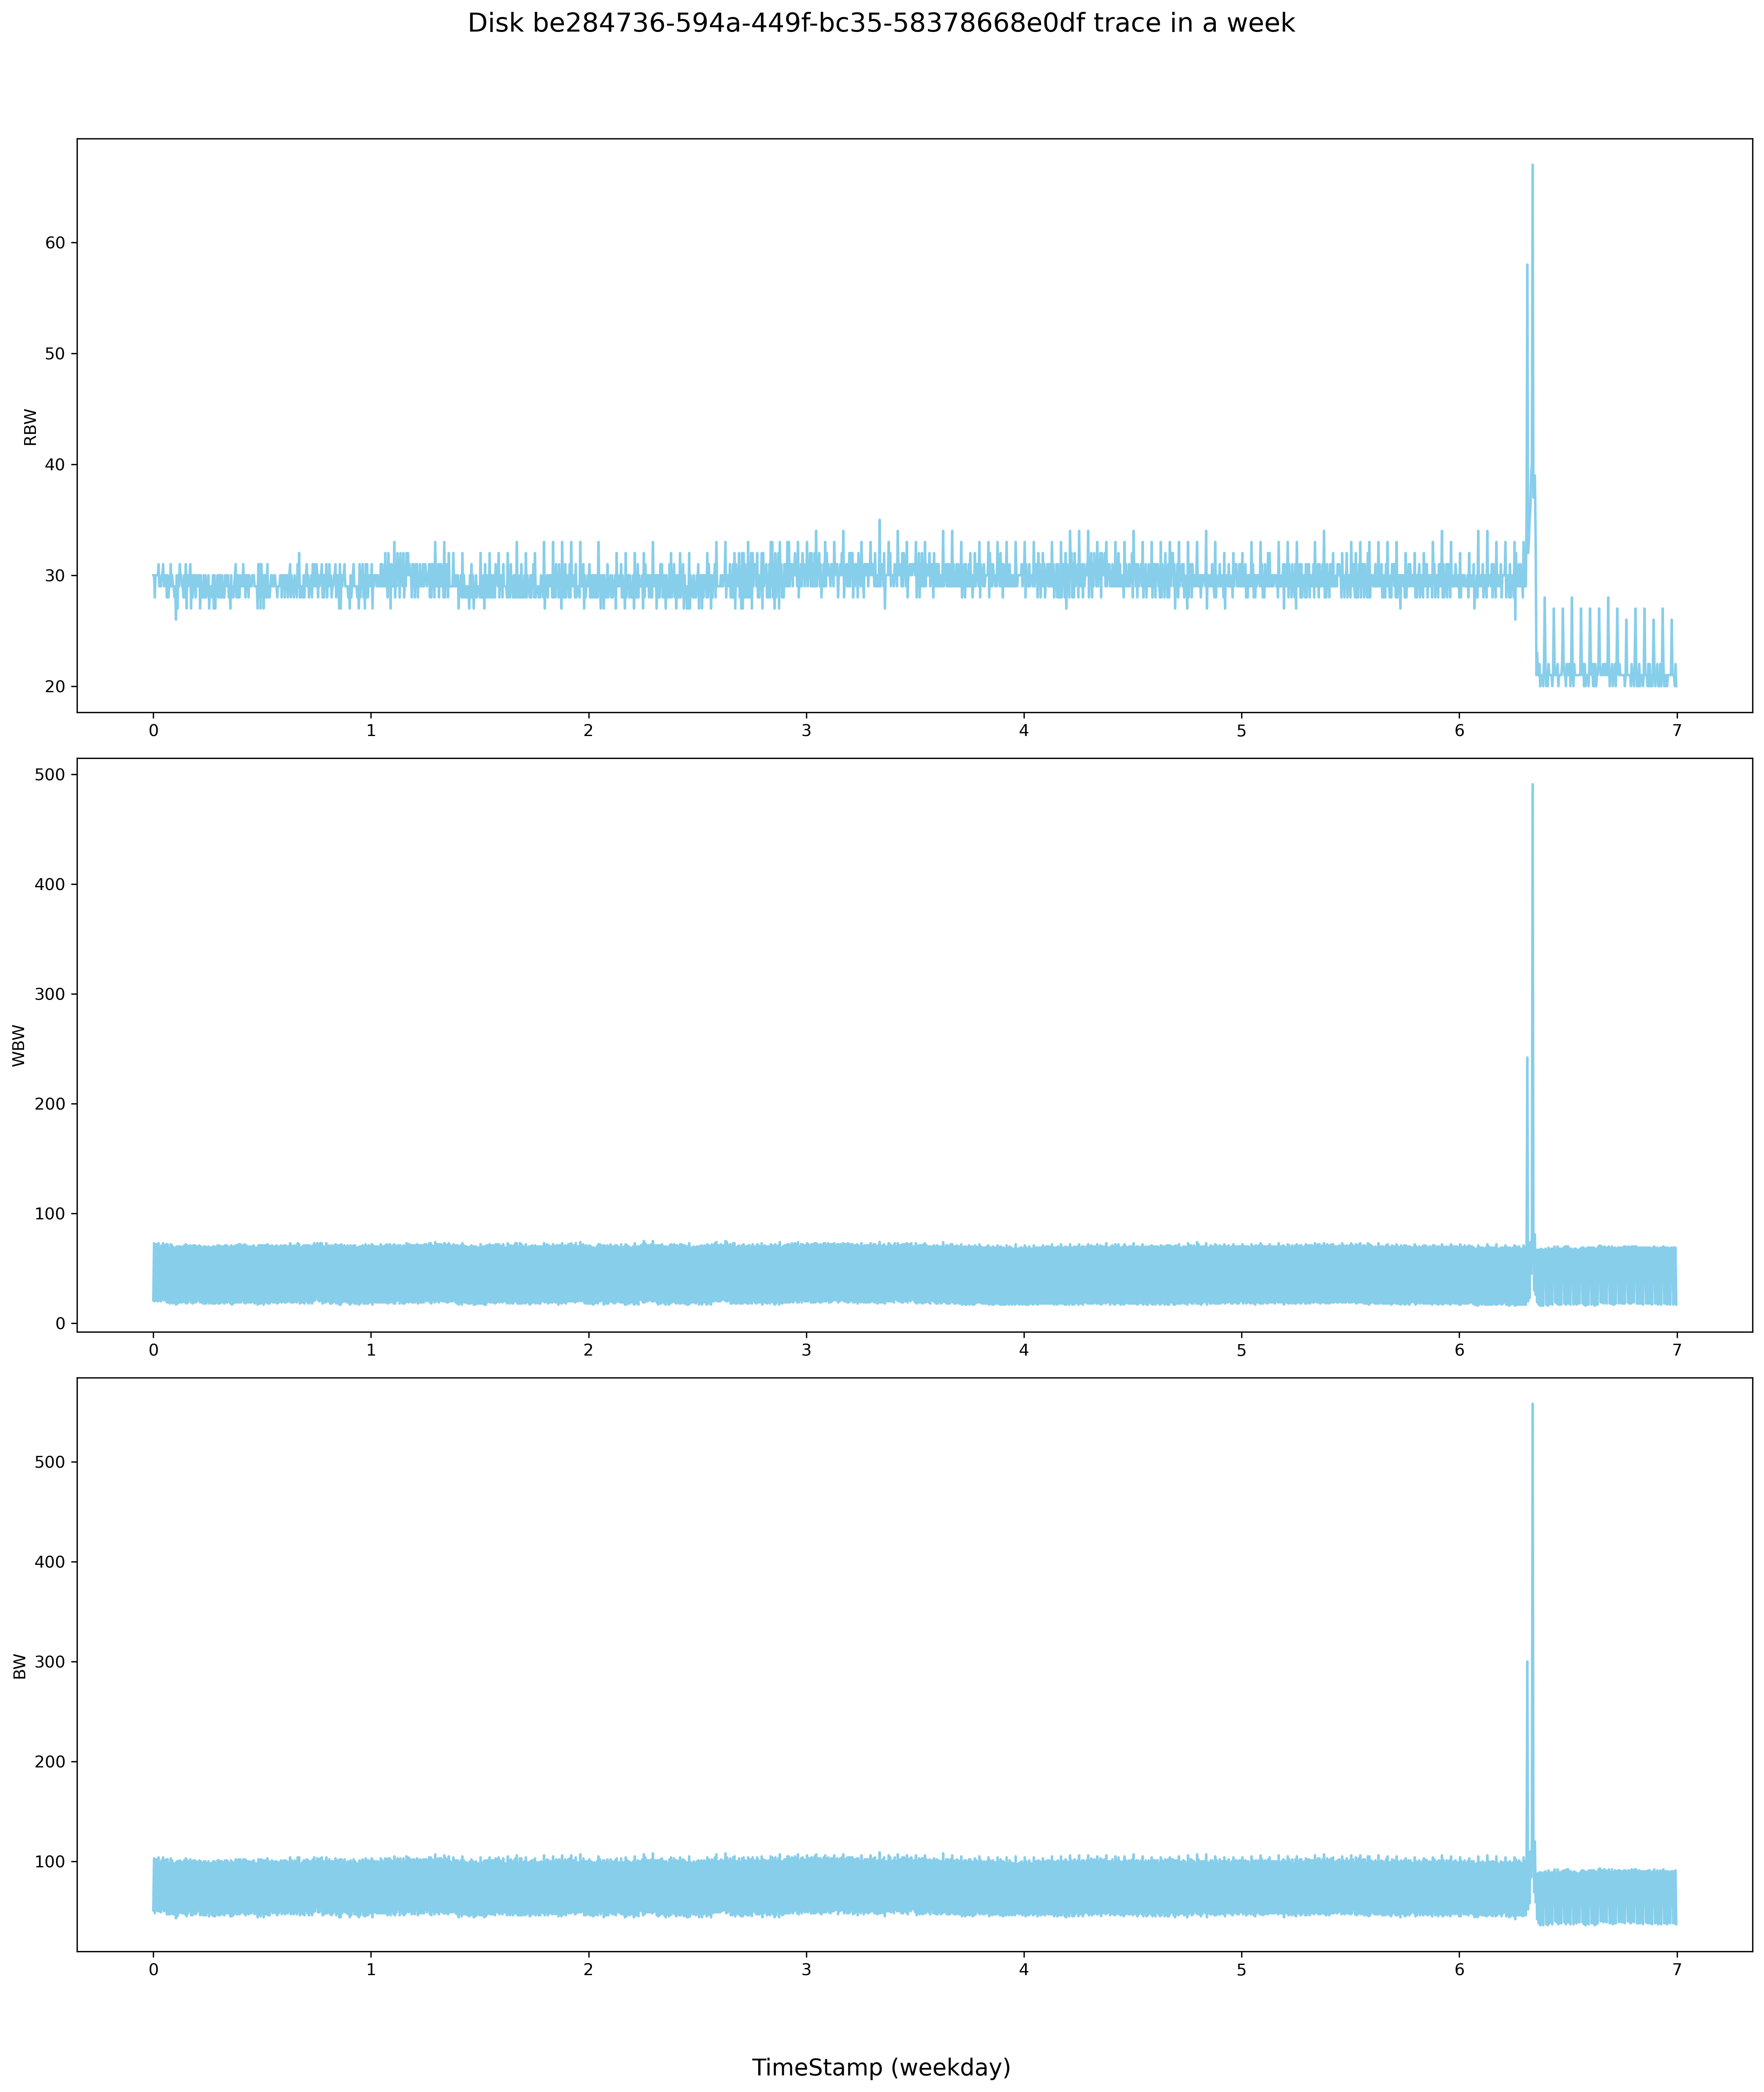 Disk be284736-594a-449f-bc35-58378668e0df trace in a week
RBW
60
50
40
30
20
0 1 2 3 4 5 6 7
WBW
500
400
300
200
100
0
0 1 2 3 4 5 6 7
BW
500
400
300
200
100
0 1 2 3 4 5 6 7
TimeStamp (weekday)